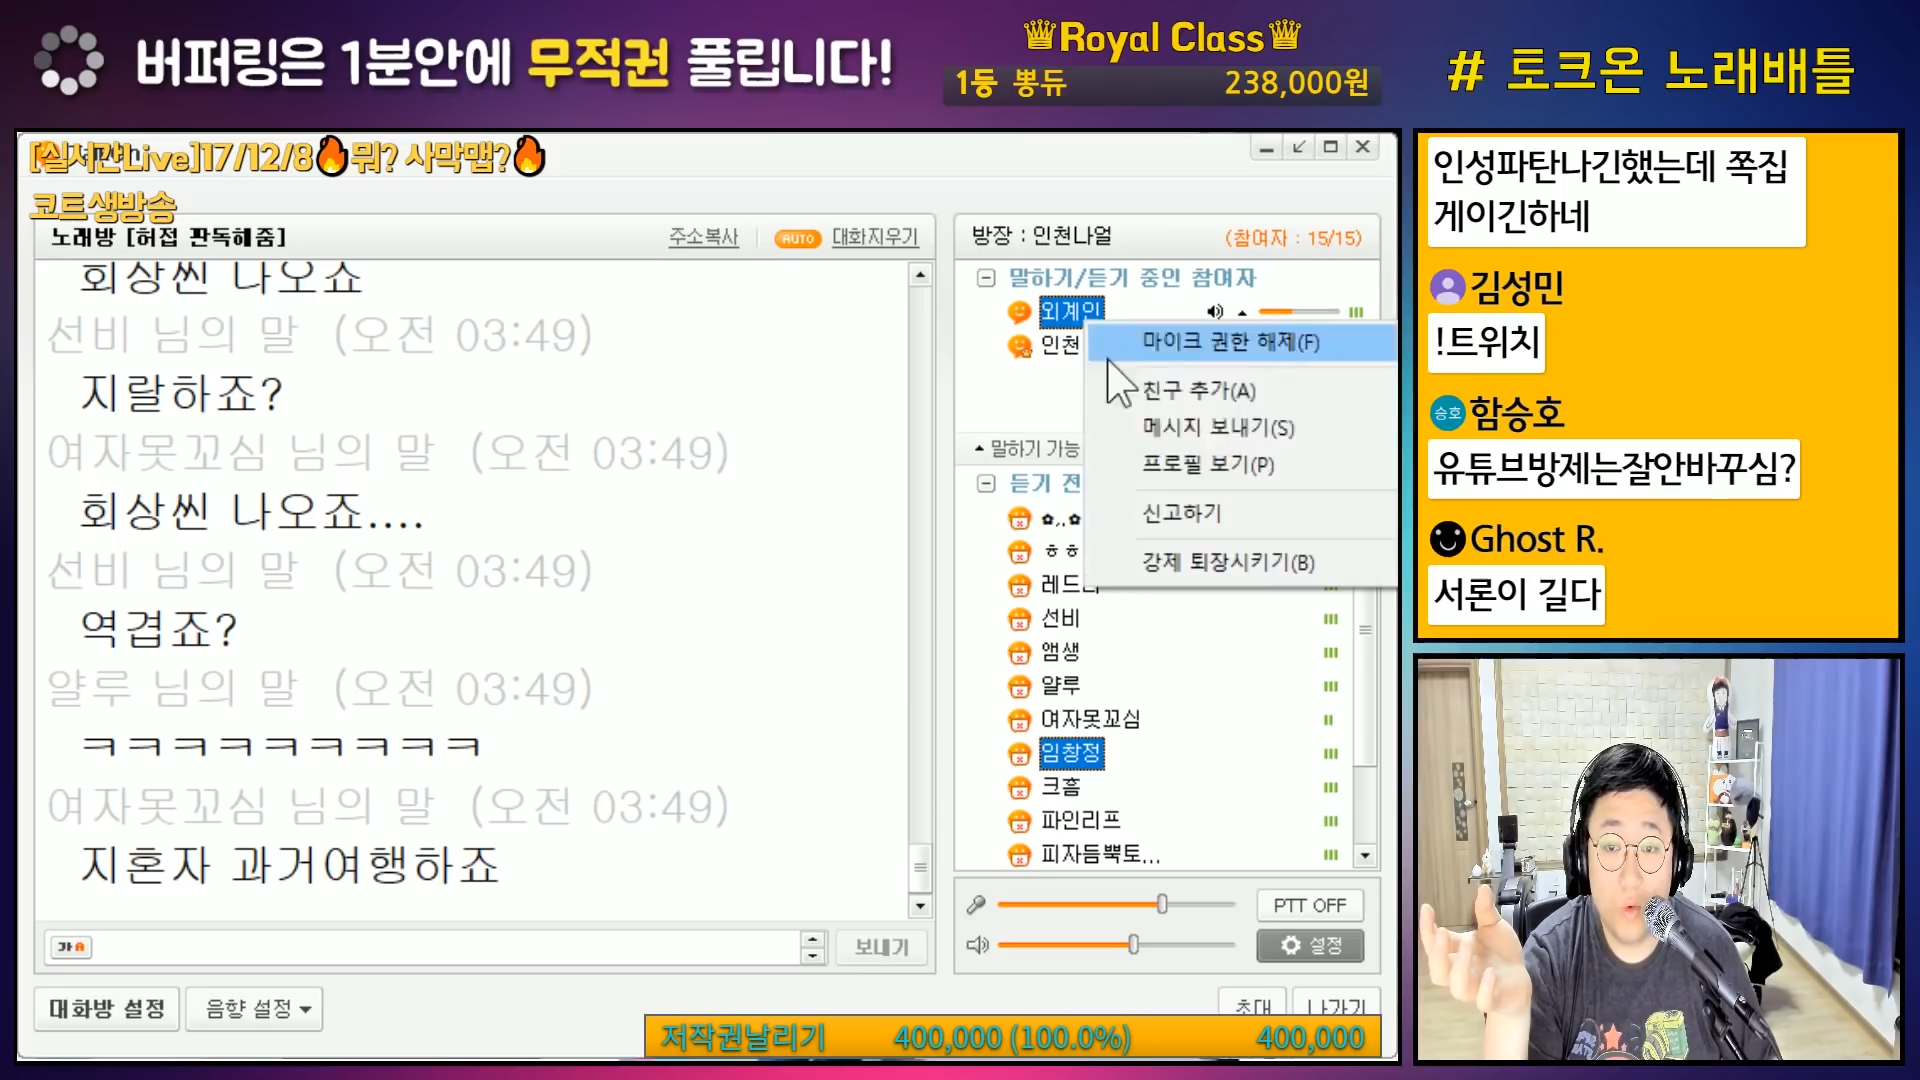 버퍼링은 1분안에 무적권 풀립니다!
Royal Class
1등 뿅듀 238,000원
# 토크온 노래배틀
[실시간Live]17/12/8🔥뭐? 사막맵?🔥
코트생방송
노래방 [허접 판독해줌]
주소복사
AUTO 대화지우기
회상씬 나오쇼
선비 님의 말 (오전 03:49)
지랄하죠?
여자못꼬심 님의 말 (오전 03:49)
회상씬 나오죠....
선비 님의 말 (오전 03:49)
역겹죠?
얄루 님의 말 (오전 03:49)
ㅋㅋㅋㅋㅋㅋㅋㅋㅋ
여자못꼬심 님의 말 (오전 03:49)
지혼자 과거여행하죠
가A
보내기
대화방 설정
음향 설정
방장 : 인천나얼
(참여자 : 15/15)
말하기/듣기 중인 참여자
외계인
인천
마이크 권한 해제(F)
친구 추가(A)
메시지 보내기(S)
프로필 보기(P)
신고하기
강제 퇴장시키기(B)
말하기 가능
듣기 전
ㅎㅎ
레드
선비
앰생
얄루
여자못꼬심
임창정
크흠
파인리프
피자듬뿍토...
PTT OFF
설정
초대
나가기
저작권날리기 400,000 (100.0%) 400,000
인성파탄나긴했는데 쪽집
게이긴하네
김성민
!트위치
승호 함승호
유튜브방제는잘안바꾸심?
Ghost R.
서론이 길다